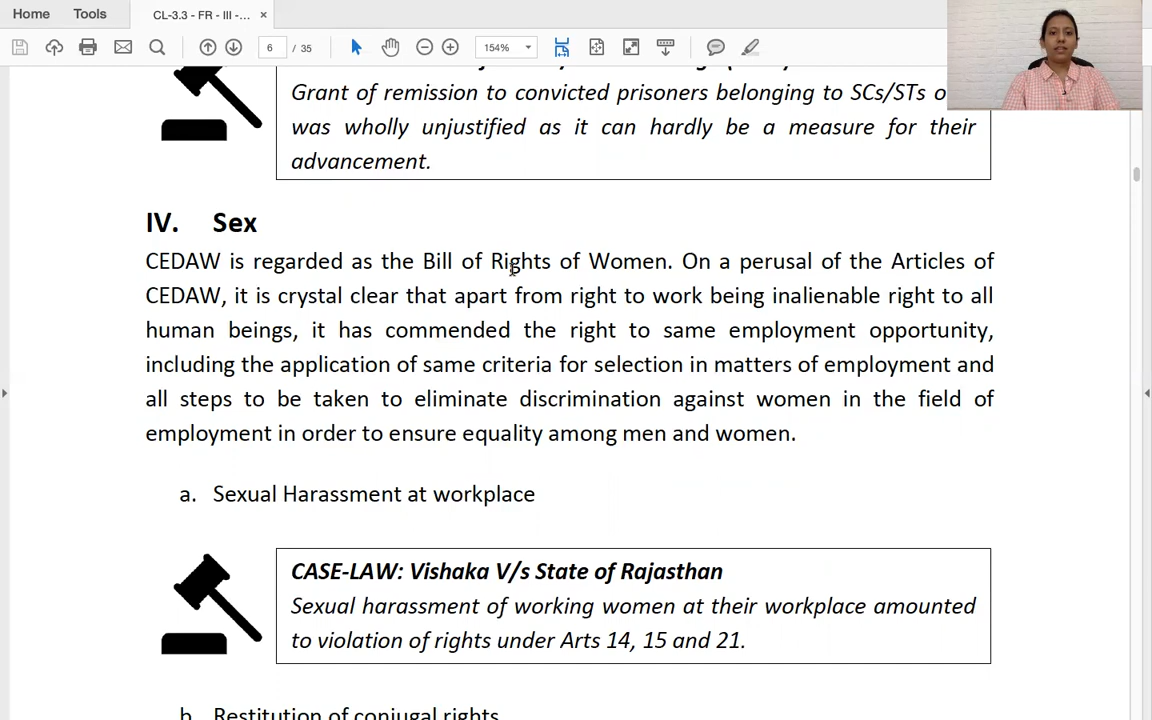 Home Tools CL-3.3 - FR - III -... ×
6 / 35 154%
Grant of remission to convicted prisoners belonging to SCs/STs
was wholly unjustified as it can hardly be a measure for their
advancement.
IV. Sex
CEDAW is regarded as the Bill of Rights of Women. On a perusal of the Articles of
CEDAW, it is crystal clear that apart from right to work being inalienable right to all
human beings, it has commended the right to same employment opportunity,
including the application of same criteria for selection in matters of employment and
all steps to be taken to eliminate discrimination against women in the field of
employment in order to ensure equality among men and women.
a. Sexual Harassment at workplace
CASE-LAW: Vishaka V/s State of Rajasthan
Sexual harassment of working women at their workplace amounted
to violation of rights under Arts 14, 15 and 21.
b. Restitution of conjugal rights